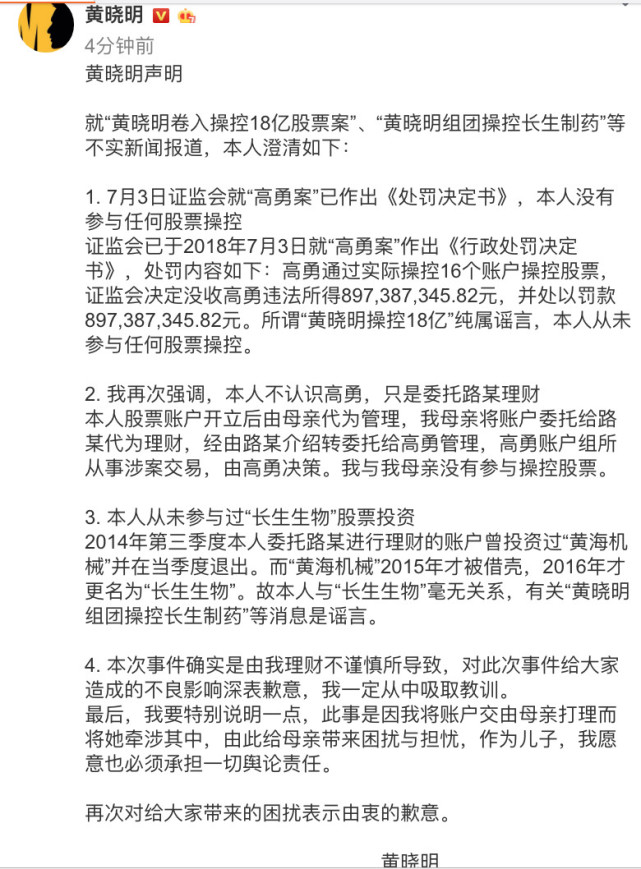 黄晓明
4分钟前
黄晓明声明
就“黄晓明卷入操控18亿股票案”、“黄晓明组团操控长生制药”等
不实新闻报道，本人澄清如下：
1. 7月3日证监会就“高勇案”已作出《处罚决定书》，本人没有
参与任何股票操控
证监会已于2018年7月3日就“高勇案”作出《行政处罚决定
书》，处罚内容如下：高勇通过实际操控16个账户操控股票，
证监会决定没收高勇违法所得897,387,345.82元，并处以罚款
897,387,345.82元。所谓“黄晓明操控18亿”纯属谣言，本人从未
参与任何股票操控。
2. 我再次强调，本人不认识高勇，只是委托路某理财
本人股票账户开立后由母亲代为管理，我母亲将账户委托给路
某代为理财，经由路某介绍转委托给高勇管理，高勇账户组所
从事涉案交易，由高勇决策。我与我母亲没有参与操控股票。
3. 本人从未参与过“长生生物”股票投资
2014年第三季度本人委托路某进行理财的账户曾投资过“黄海机
械”并在当季度退出。而“黄海机械”2015年才被借壳，2016年才
更名为“长生生物”。故本人与“长生生物”毫无关系，有关“黄晓明
组团操控长生制药”等消息是谣言。
4. 本次事件确实是由我理财不谨慎所导致，对此次事件给大家
造成的不良影响深表歉意，我一定从中吸取教训。
最后，我要特别说明一点，此事是因我将账户交由母亲打理而
将她牵涉其中，由此给母亲带来困扰与担忧，作为儿子，我愿
意也必须承担一切舆论责任。
再次对给大家带来的困扰表示由衷的歉意。
黄晓明